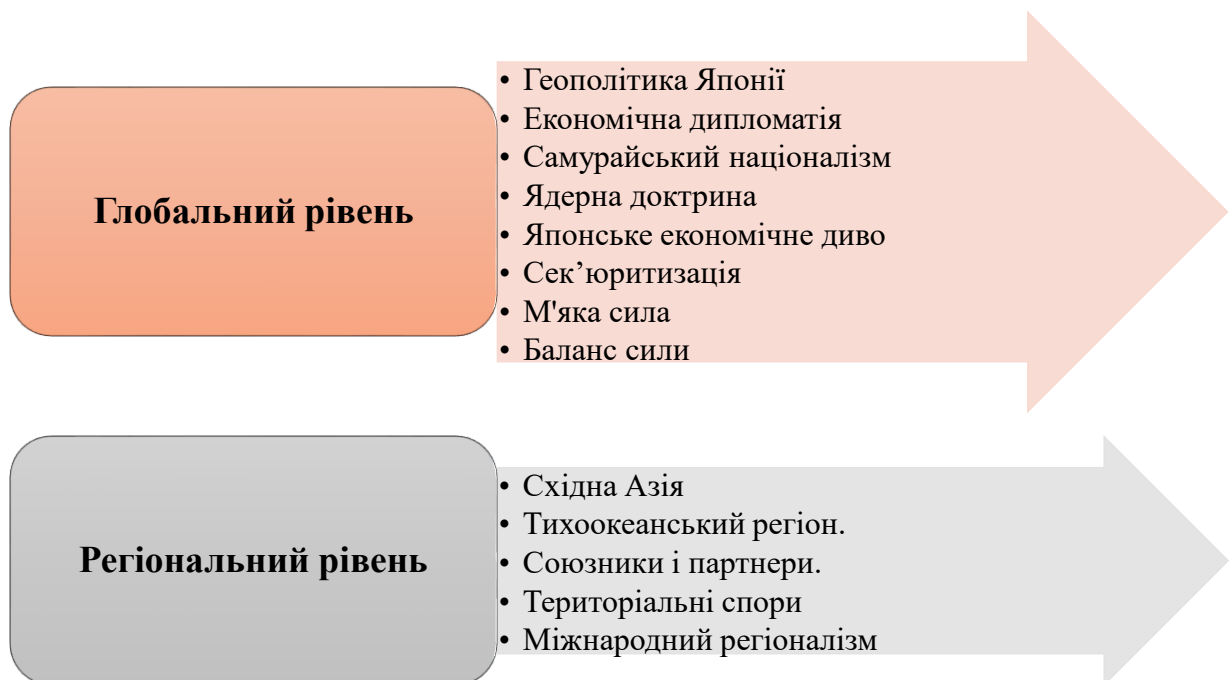 Глобальний рівень
• Геополітика Японії
• Економічна дипломатія
• Самурайський націоналізм
• Ядерна доктрина
• Японське економічне диво
• Сек’юритизація
• М'яка сила
• Баланс сили
Регіональний рівень
• Східна Азія
• Тихоокеанський регіон.
• Союзники і партнери.
• Територіальні спори
• Міжнародний регіоналізм